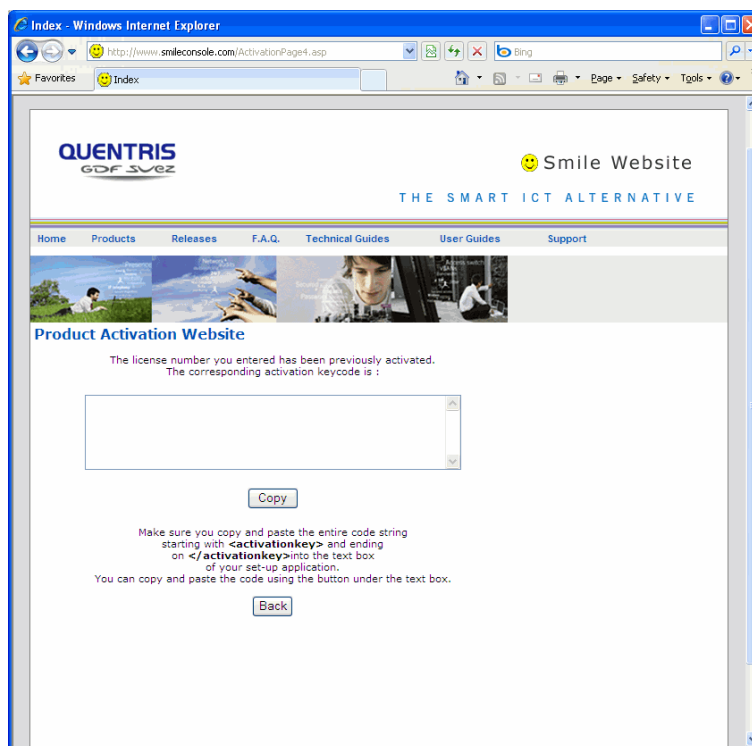 Index - Windows Internet Explorer
http://www.smileconsole.com/ActivationPage4.asp
Bing
Favorites
Index
Page
Safety
Tools
QUENTRIS
GDF SUEZ
Smile Website
THE SMART ICT ALTERNATIVE
Home Products Releases F.A.Q. Technical Guides User Guides Support
Access switch
Product Activation Website
The license number you entered has been previously activated.
The corresponding activation keycode is :
Copy
Make sure you copy and paste the entire code string
starting with <activationkey> and ending
on </activationkey>into the text box
of your set-up application.
You can copy and paste the code using the button under the text box.
Back